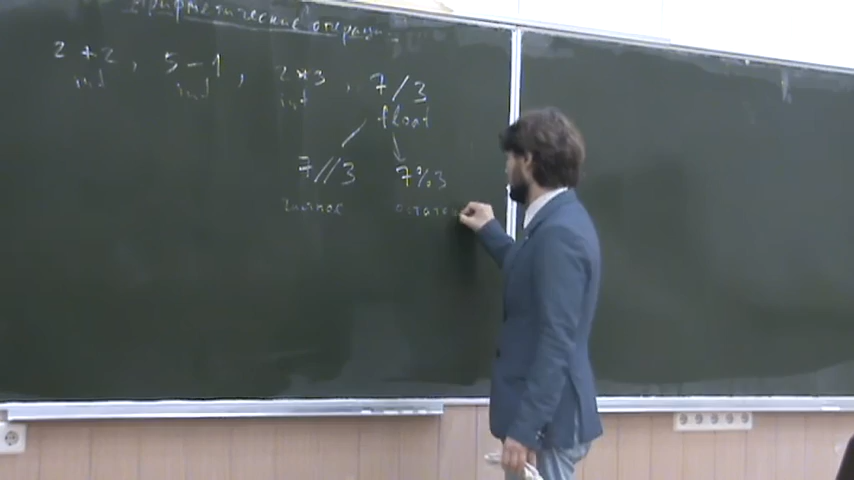 Арифметические операции
2 + 2, 5 - 1, 2 * 3, 7 / 3
int int int float
7 // 3 7 % 3
частное остаток